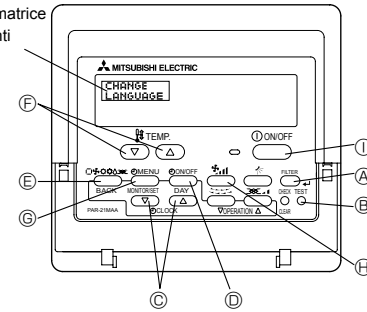 matrice
nti
MITSUBISHI ELECTRIC
CHANGE
LANGUAGE
F
TEMP.
ON/OFF
I
E
MENU
ON/OFF
FILTER
A
BACK
MONITOR/SET
DAY
CHECK TEST
B
G
PAR-21MAA
CLOCK
OPERATION
CLEAR
H
C
D